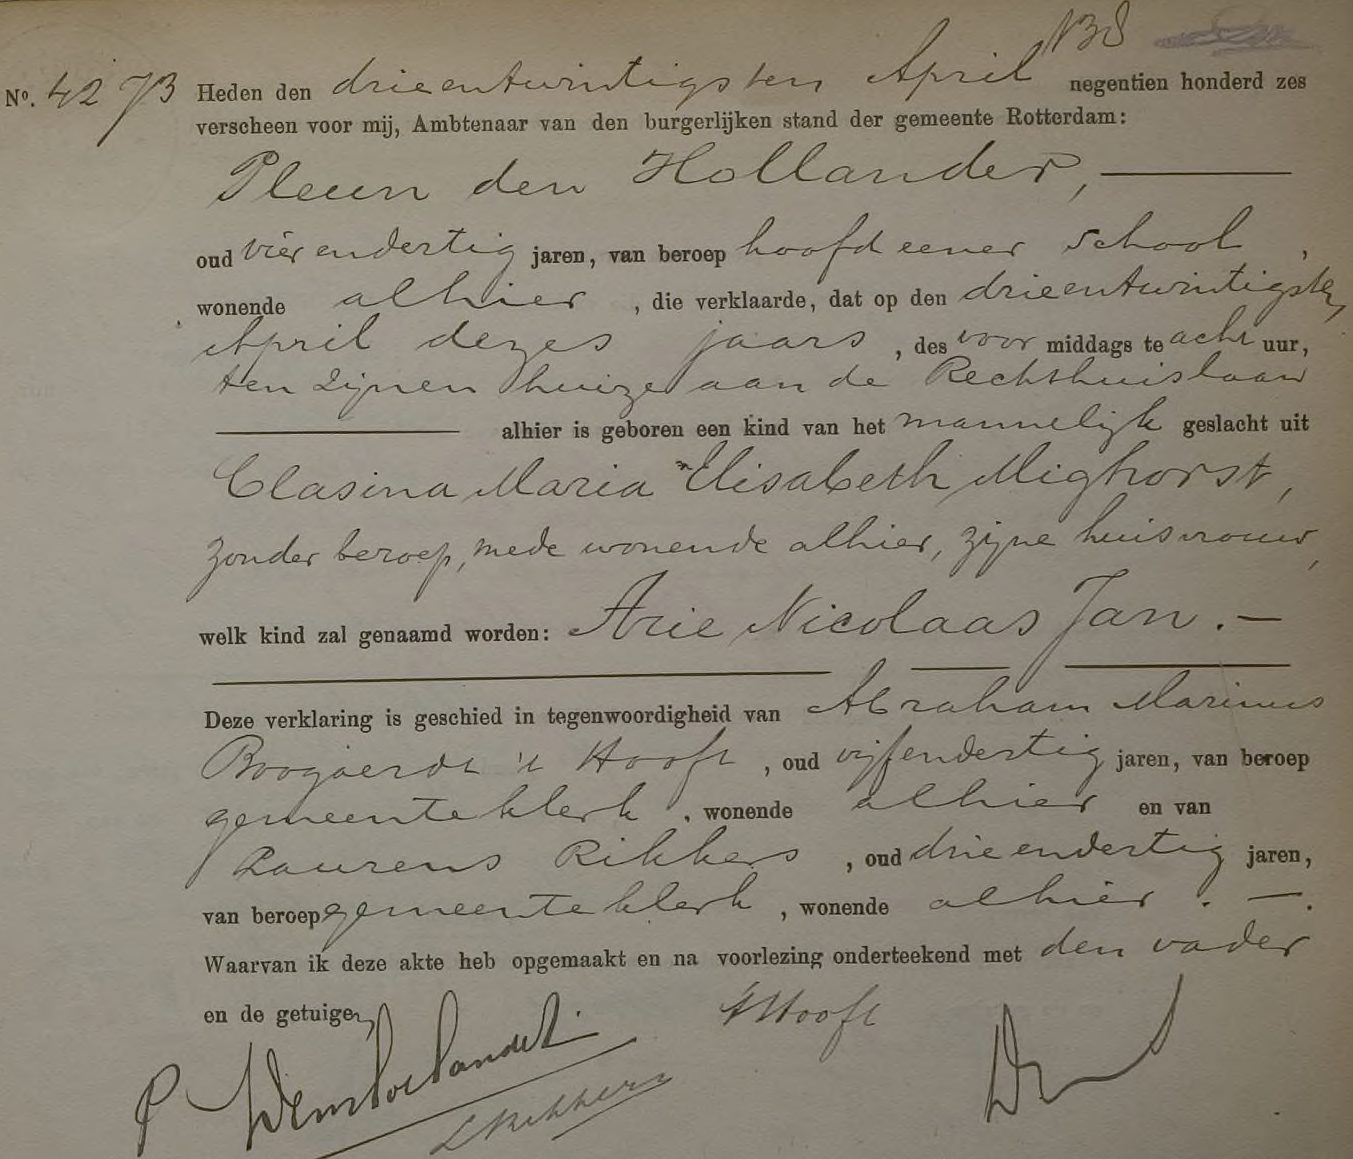 No. 4273 Heden den drieentwintigsten April negentien honderd zes
verscheen voor mij, Ambtenaar van den burgerlijken stand der gemeente Rotterdam:
Pleun den Hollander,
oud vierendertig jaren, van beroep hoofd eener school,
wonende alhier, die verklaarde, dat op den drieentwintigsten
April dezes jaars, des voor middags te acht uur,
ten zijnen huize aan de Rechthuislaan
alhier is geboren een kind van het mannelijk geslacht uit
Clasina Maria Elisabeth Mighorst,
zonder beroep, mede wonende alhier, zijne huisvrouw,
welk kind zal genaamd worden: Arie Nicolaas Jan. —
Deze verklaring is geschied in tegenwoordigheid van Abraham Marinus
Boogaerdt 't Hooft, oud vijfendertig jaren, van beroep
gemeenteklerk, wonende alhier en van
Laurens Rikkers, oud drieendertig jaren,
van beroep gemeenteklerk, wonende alhier. —.
Waarvan ik deze akte heb opgemaakt en na voorlezing onderteekend met den vader
en de getuigen,
't Hooft
P den Hollander
L Rikkers